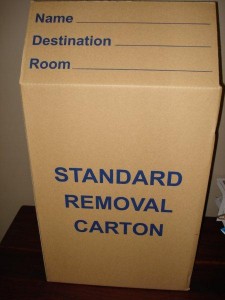 Name
Destination
Room
STANDARD
REMOVAL
CARTON